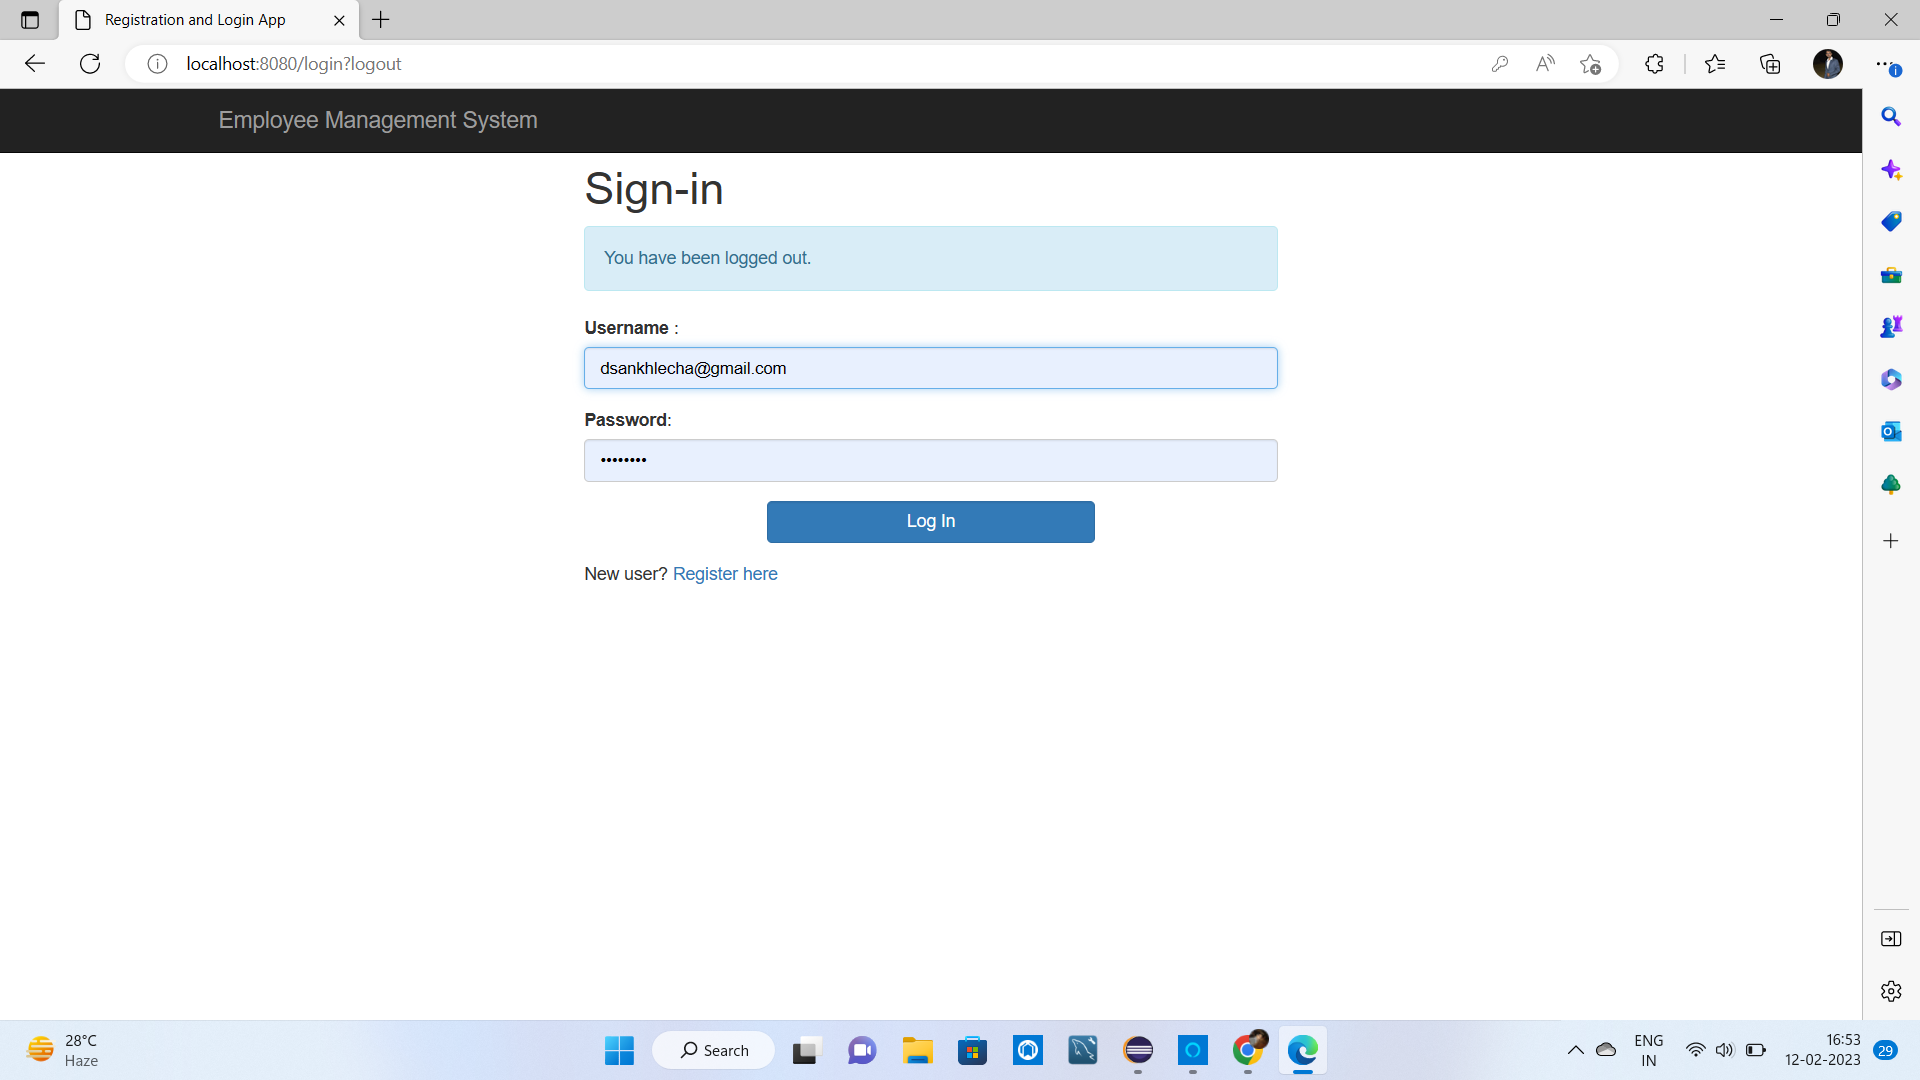 Registration and Login App
localhost:8080/login?logout
Employee Management System
Sign-in
You have been logged out.
Username :
dsankhlecha@gmail.com
Password:
••••••••
Log In
New user? Register here
28°C
Haze
Search
ENG
IN
16:53
12-02-2023
29